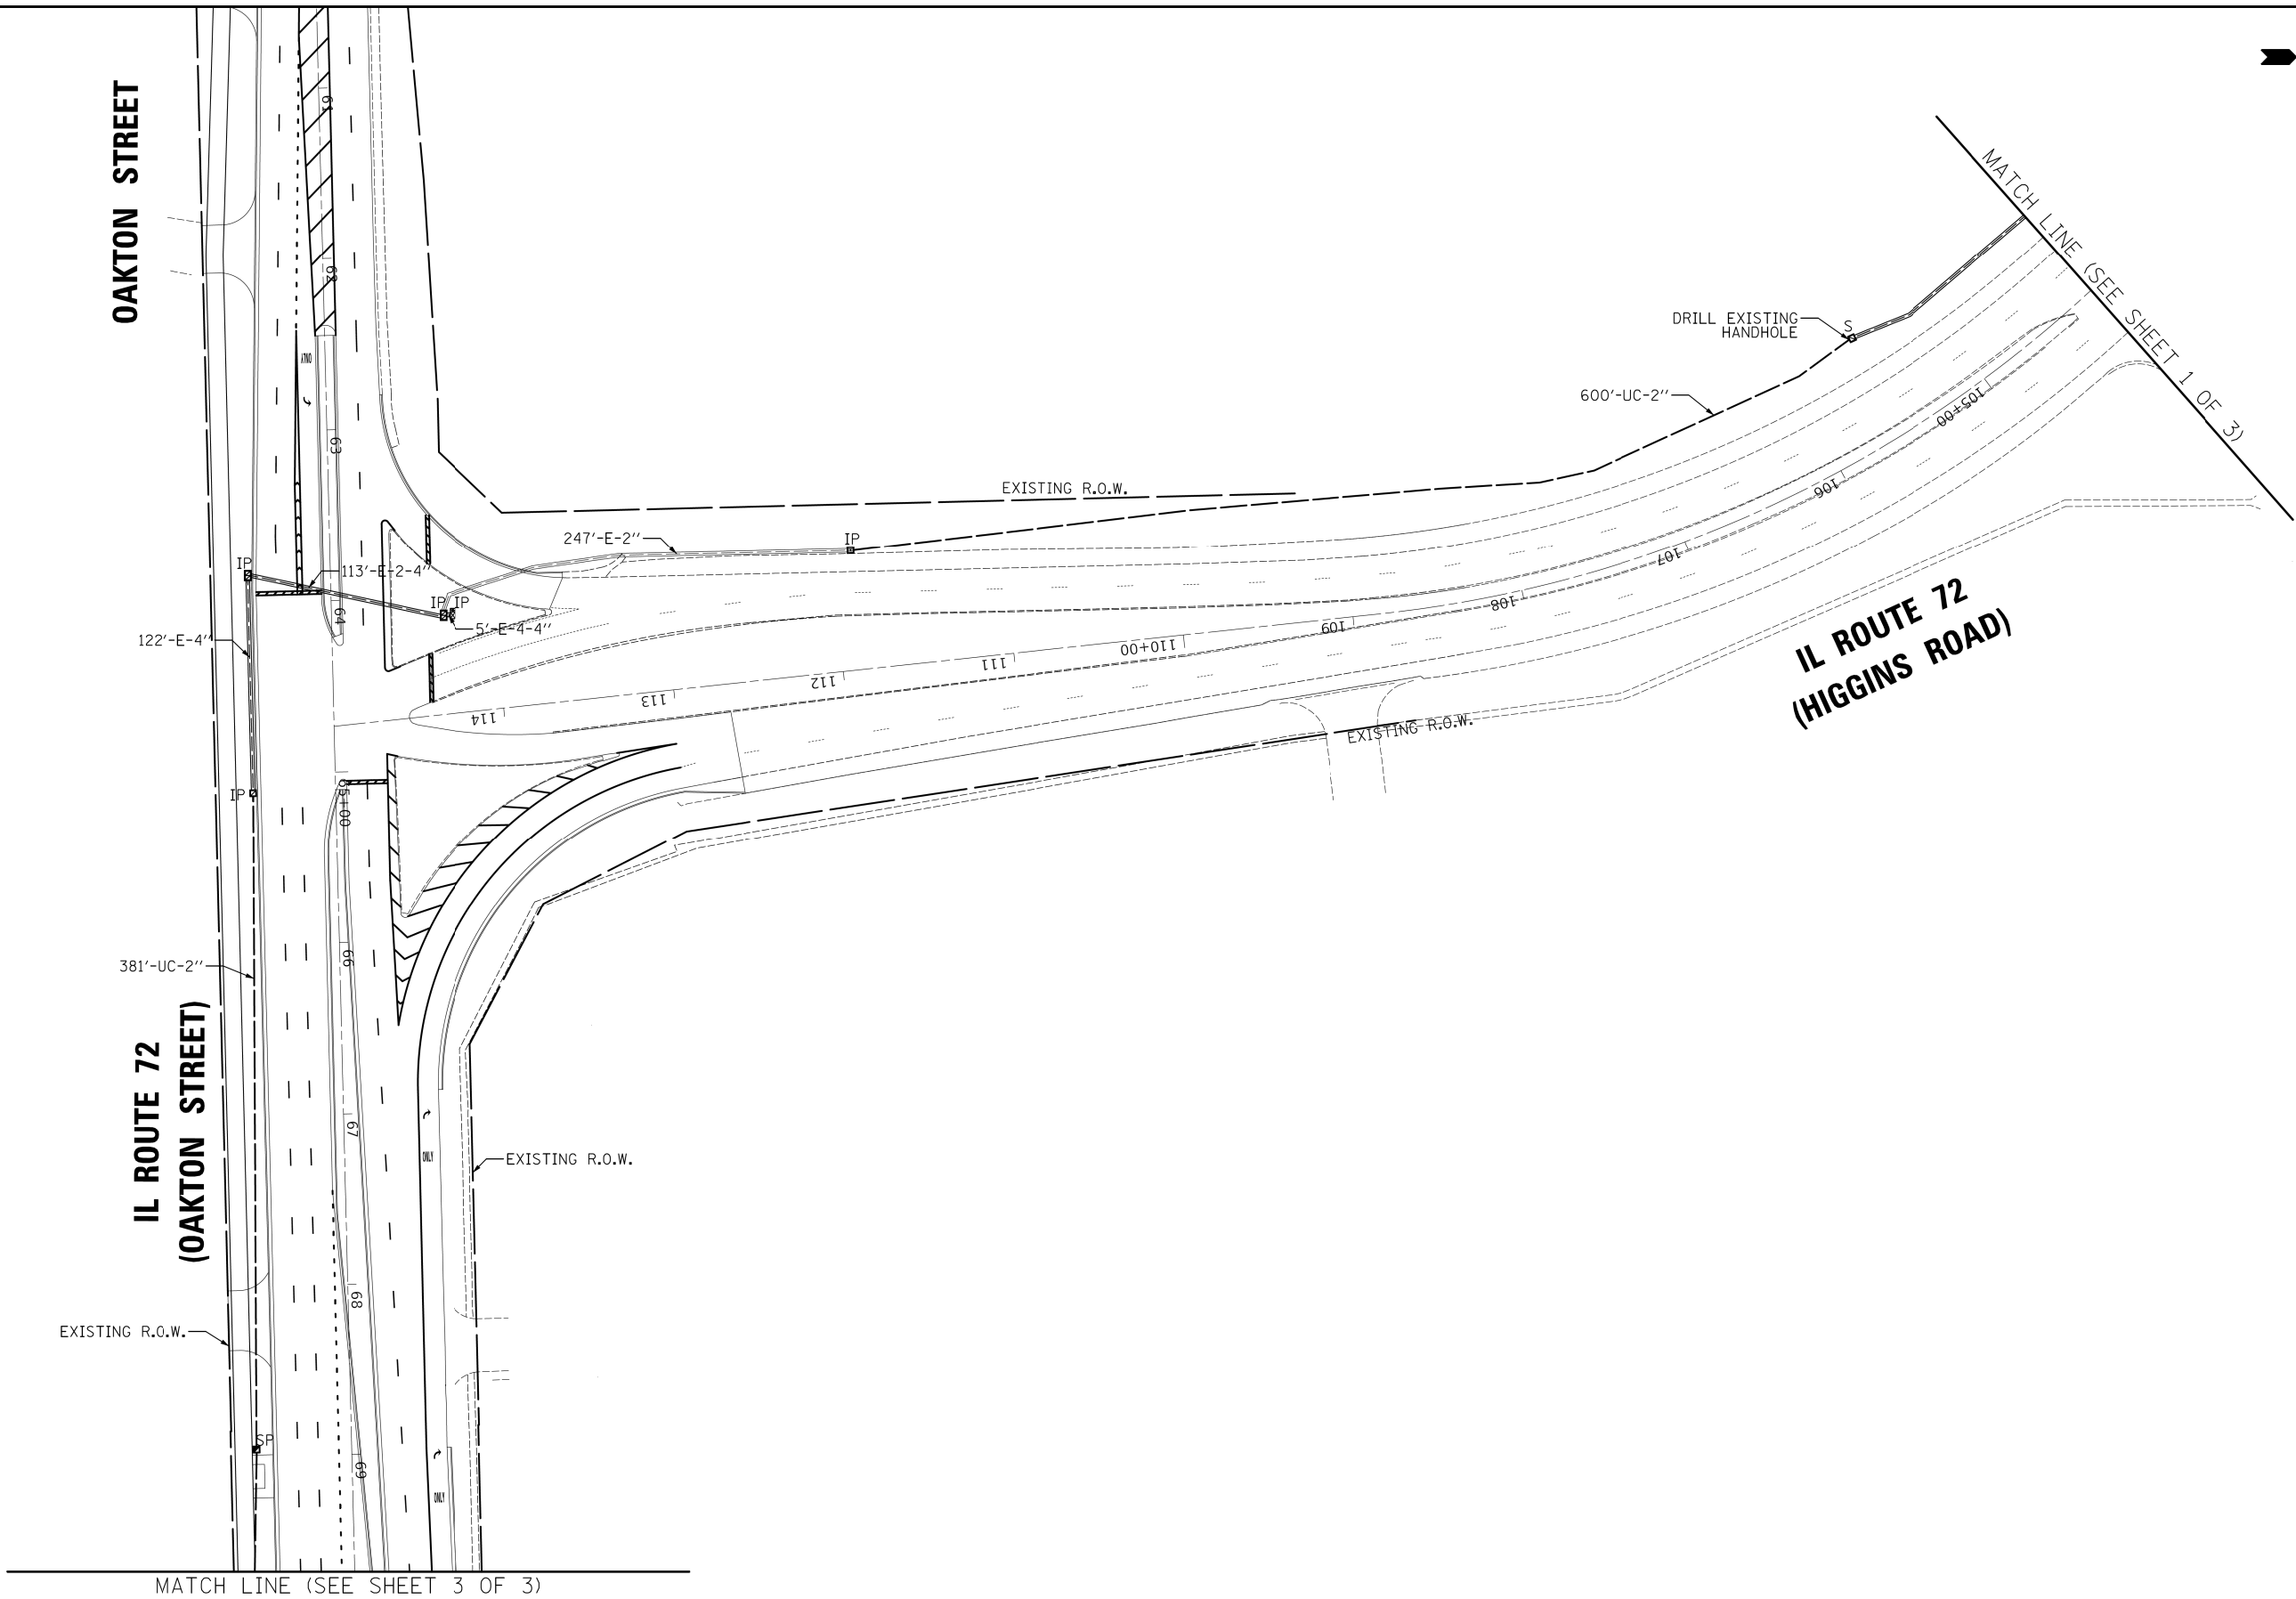 OAKTON STREET
61
62
ONLY
63
64
MATCH LINE (SEE SHEET 1 OF 3)
DRILL EXISTING
HANDHOLE
S
600'-UC-2"
105+00
106
107
108
109
110+00
111
112
113
114
EXISTING R.O.W.
247'-E-2"
IP
IP
113'-E-2-4"
IP
IP
5'-E-4-4"
122'-E-4"
IP
65+00
IL ROUTE 72
(HIGGINS ROAD)
EXISTING R.O.W.
381'-UC-2"
66
IL ROUTE 72
(OAKTON STREET)
67
ONLY
EXISTING R.O.W.
68
EXISTING R.O.W.
SP
69
ONLY
MATCH LINE (SEE SHEET 3 OF 3)